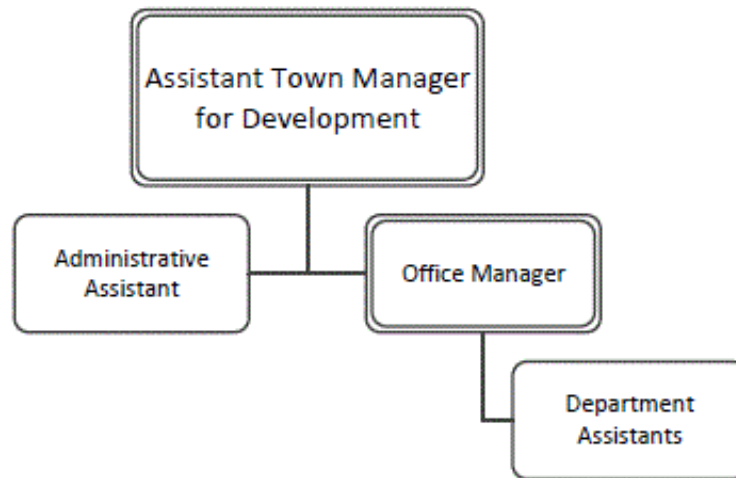 Assistant Town Manager
for Development
Administrative
Assistant
Office Manager
Department
Assistants